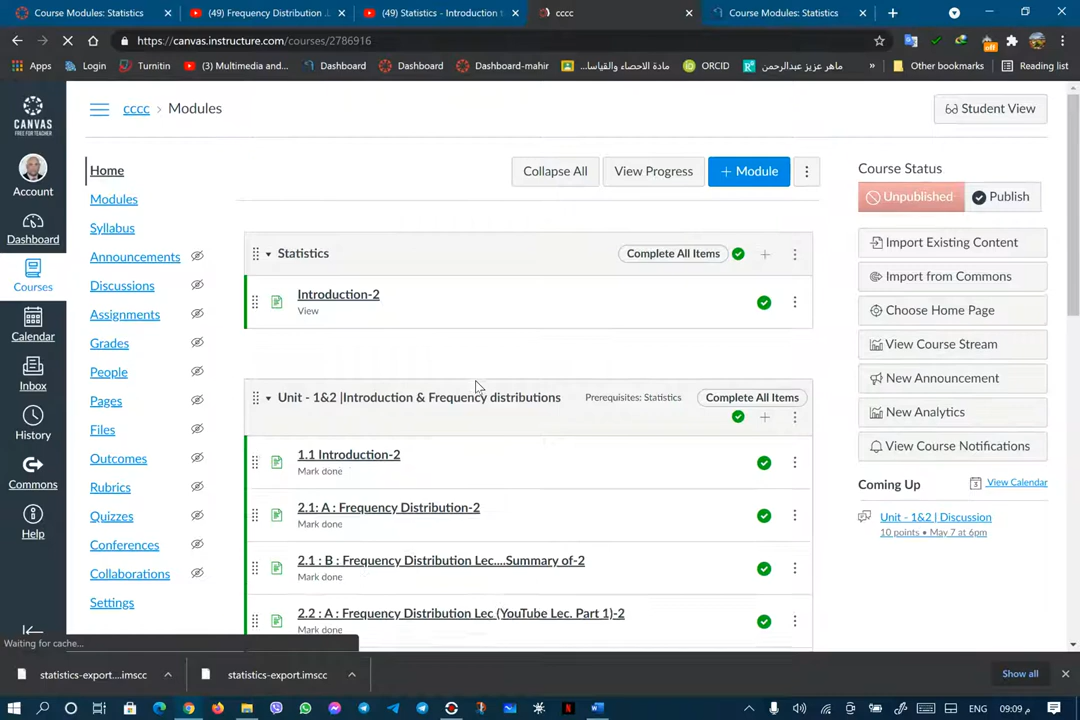 Course Modules: Statistics
(49) Frequency Distribution
(49) Statistics - Introduction
cccc
Course Modules: Statistics
https://canvas.instructure.com/courses/2786916
Apps
Login
Turnitin
(3) Multimedia and...
Dashboard
Dashboard
Dashboard-mahir
مادة الاحصاء والقياسا...
ORCID
ماهر عزيز عبدالرحمن...
»
Other bookmarks
Reading list
off
CANVAS
FREE FOR TEACHER
Account
Dashboard
Courses
Calendar
Inbox
History
Commons
Help
cccc > Modules
Student View
Home
Modules
Syllabus
Announcements
Discussions
Assignments
Grades
People
Pages
Files
Outcomes
Rubrics
Quizzes
Conferences
Collaborations
Settings
Collapse All
View Progress
+ Module
Statistics
Complete All Items
Introduction-2
View
Unit - 1&2 |Introduction & Frequency distributions
Prerequisites: Statistics
Complete All Items
1.1 Introduction-2
Mark done
2.1: A : Frequency Distribution-2
Mark done
2.1 : B : Frequency Distribution Lec....Summary of-2
Mark done
2.2 : A : Frequency Distribution Lec (YouTube Lec. Part 1)-2
Mark done
Course Status
Unpublished
Publish
Import Existing Content
Import from Commons
Choose Home Page
View Course Stream
New Announcement
New Analytics
View Course Notifications
Coming Up
View Calendar
Unit - 1&2 | Discussion
10 points • May 7 at 6pm
Waiting for cache...
statistics-export....imscc
statistics-export.imscc
Show all
ENG
م 09:09